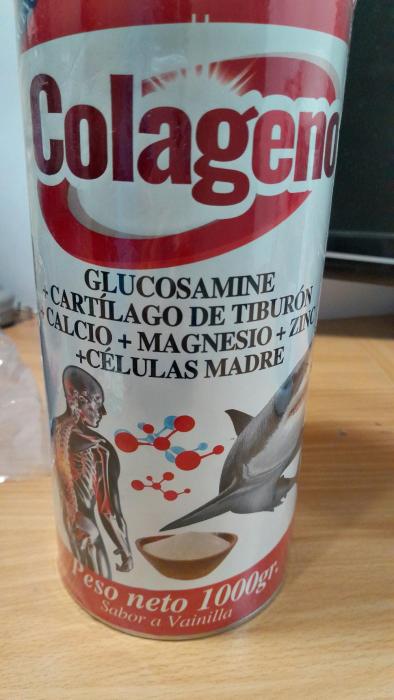 Colageno
GLUCOSAMINE
+CARTÍLAGO DE TIBURÓN
+CALCIO + MAGNESIO + ZINC
+CÉLULAS MADRE
Peso neto 1000gr.
Sabor a Vainilla